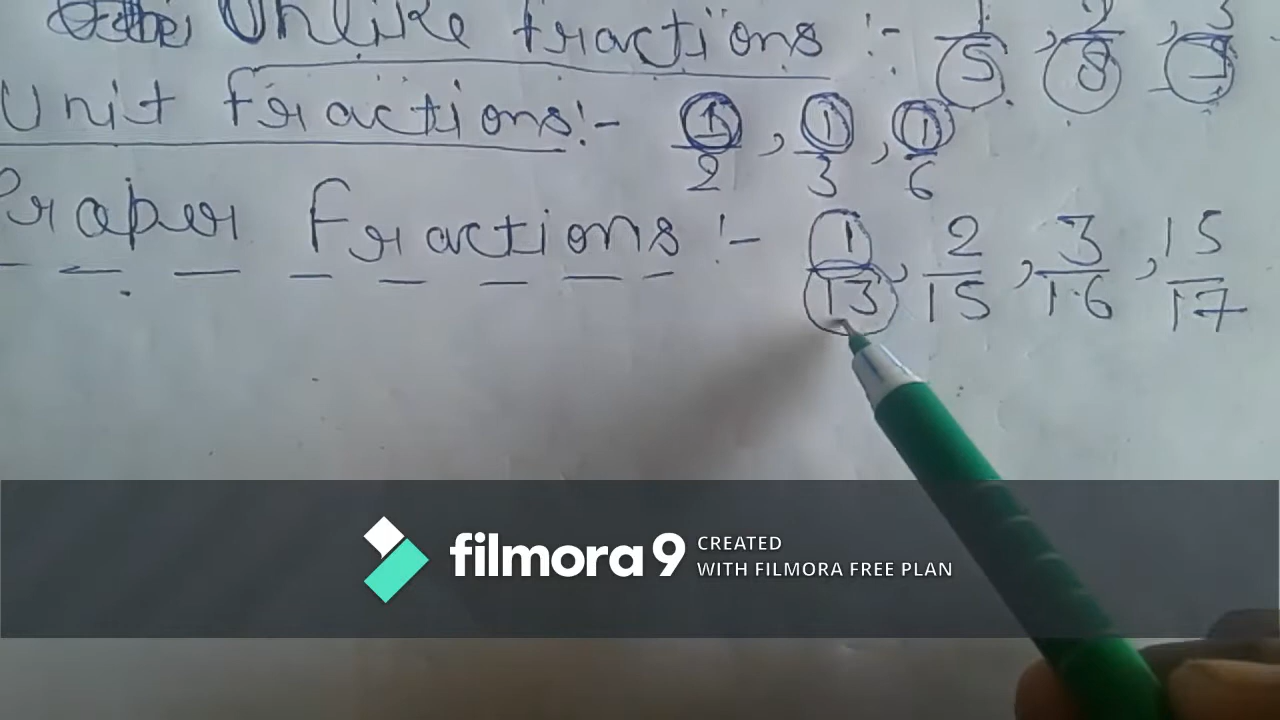 Unlike fractions :- 1/5, 2/8, 3/9
Unit fractions:- 1/2, 1/3, 1/6
Proper fractions :- 1/13, 2/15, 3/16, 15/17
filmora 9 CREATED
WITH FILMORA FREE PLAN